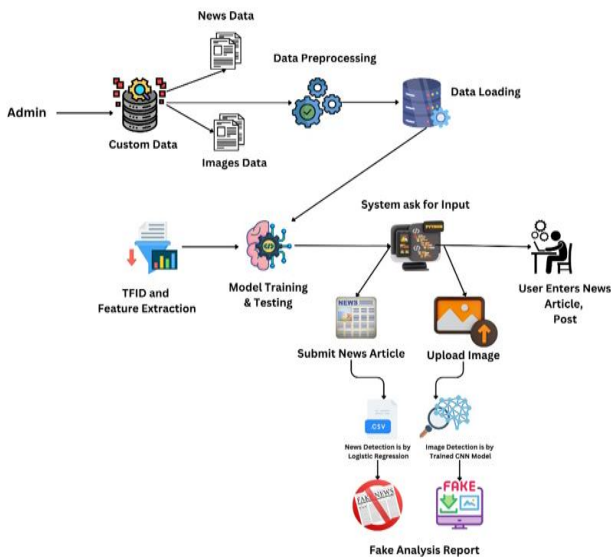 News Data
Data Preprocessing
Data Loading
Admin
Custom Data
Images Data
System ask for Input
PYTHON
TFID and
Feature Extraction
Model Training
& Testing
User Enters News
Article,
Post
NEWS
Submit News Article
Upload Image
.CSV
News Detection is by
Logistic Regression
Image Detection is by
Trained CNN Model
FAKE NEWS
FAKE
Fake Analysis Report